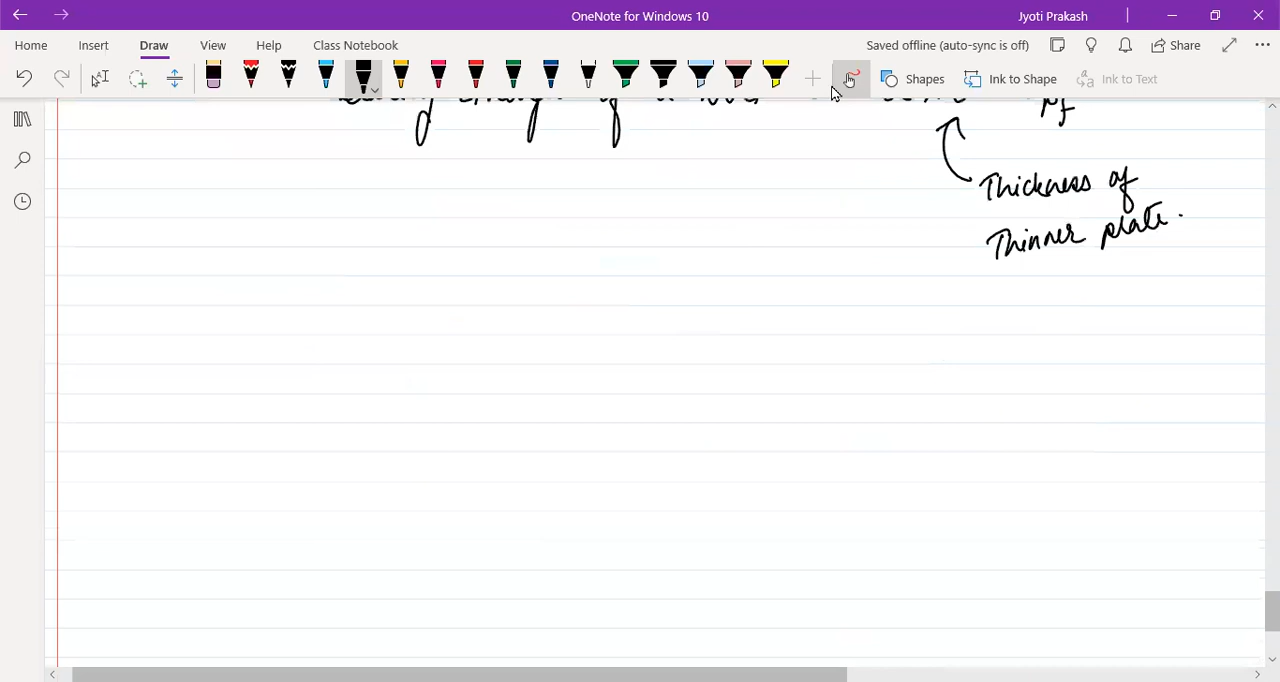 OneNote for Windows 10
Jyoti Prakash
Home Insert Draw View Help Class Notebook
Saved offline (auto-sync is off) Share
Shapes Ink to Shape Ink to Text
of a
Thickness of
Thinner plate.